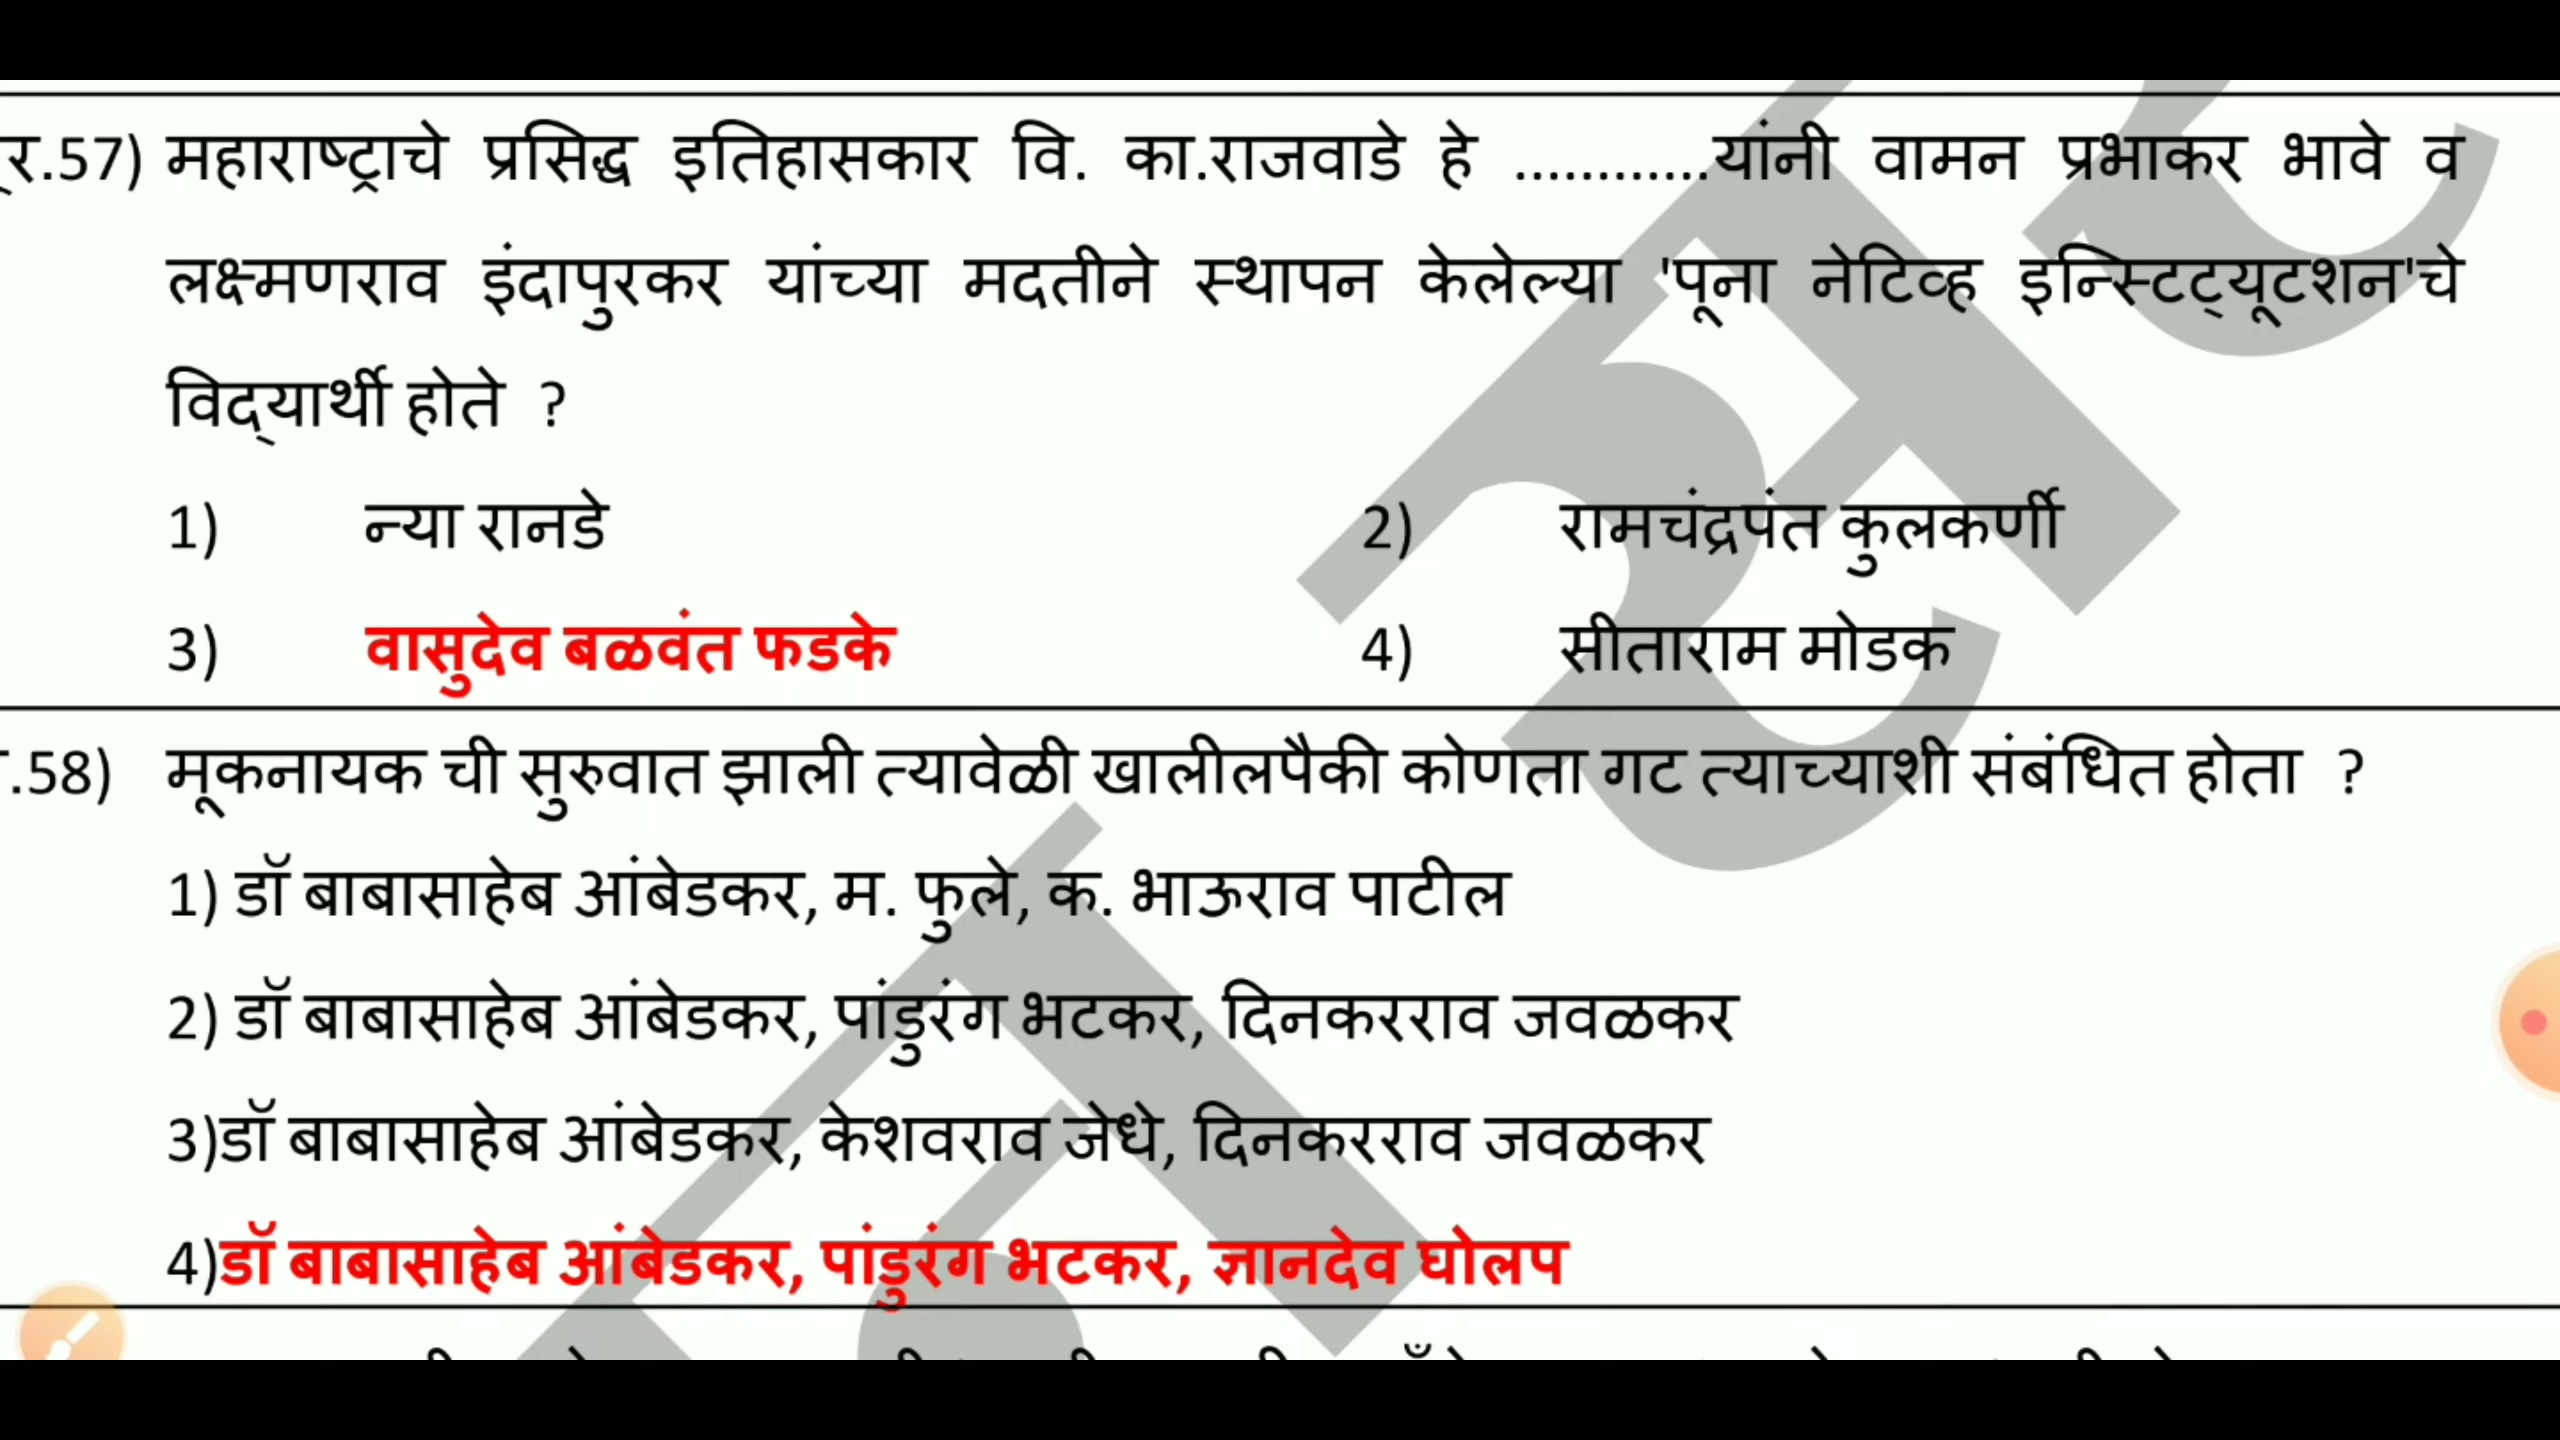 र.57) महाराष्ट्राचे प्रसिद्ध इतिहासकार वि. का.राजवाडे हे ............यांनी वामन प्रभाकर भावे व
लक्ष्मणराव इंदापुरकर यांच्या मदतीने स्थापन केलेल्या 'पूना नेटिव्ह इन्स्टिट्यूटशन'चे
विद्यार्थी होते ?
1) न्या रानडे 2) रामचंद्रपंत कुलकर्णी
3) वासुदेव बळवंत फडके 4) सीताराम मोडक
.58) मूकनायक ची सुरुवात झाली त्यावेळी खालीलपैकी कोणता गट त्याच्याशी संबंधित होता ?
1) डॉ बाबासाहेब आंबेडकर, म. फुले, क. भाऊराव पाटील
2) डॉ बाबासाहेब आंबेडकर, पांडुरंग भटकर, दिनकरराव जवळकर
3)डॉ बाबासाहेब आंबेडकर, केशवराव जेधे, दिनकरराव जवळकर
4)डॉ बाबासाहेब आंबेडकर, पांडुरंग भटकर, ज्ञानदेव घोलप